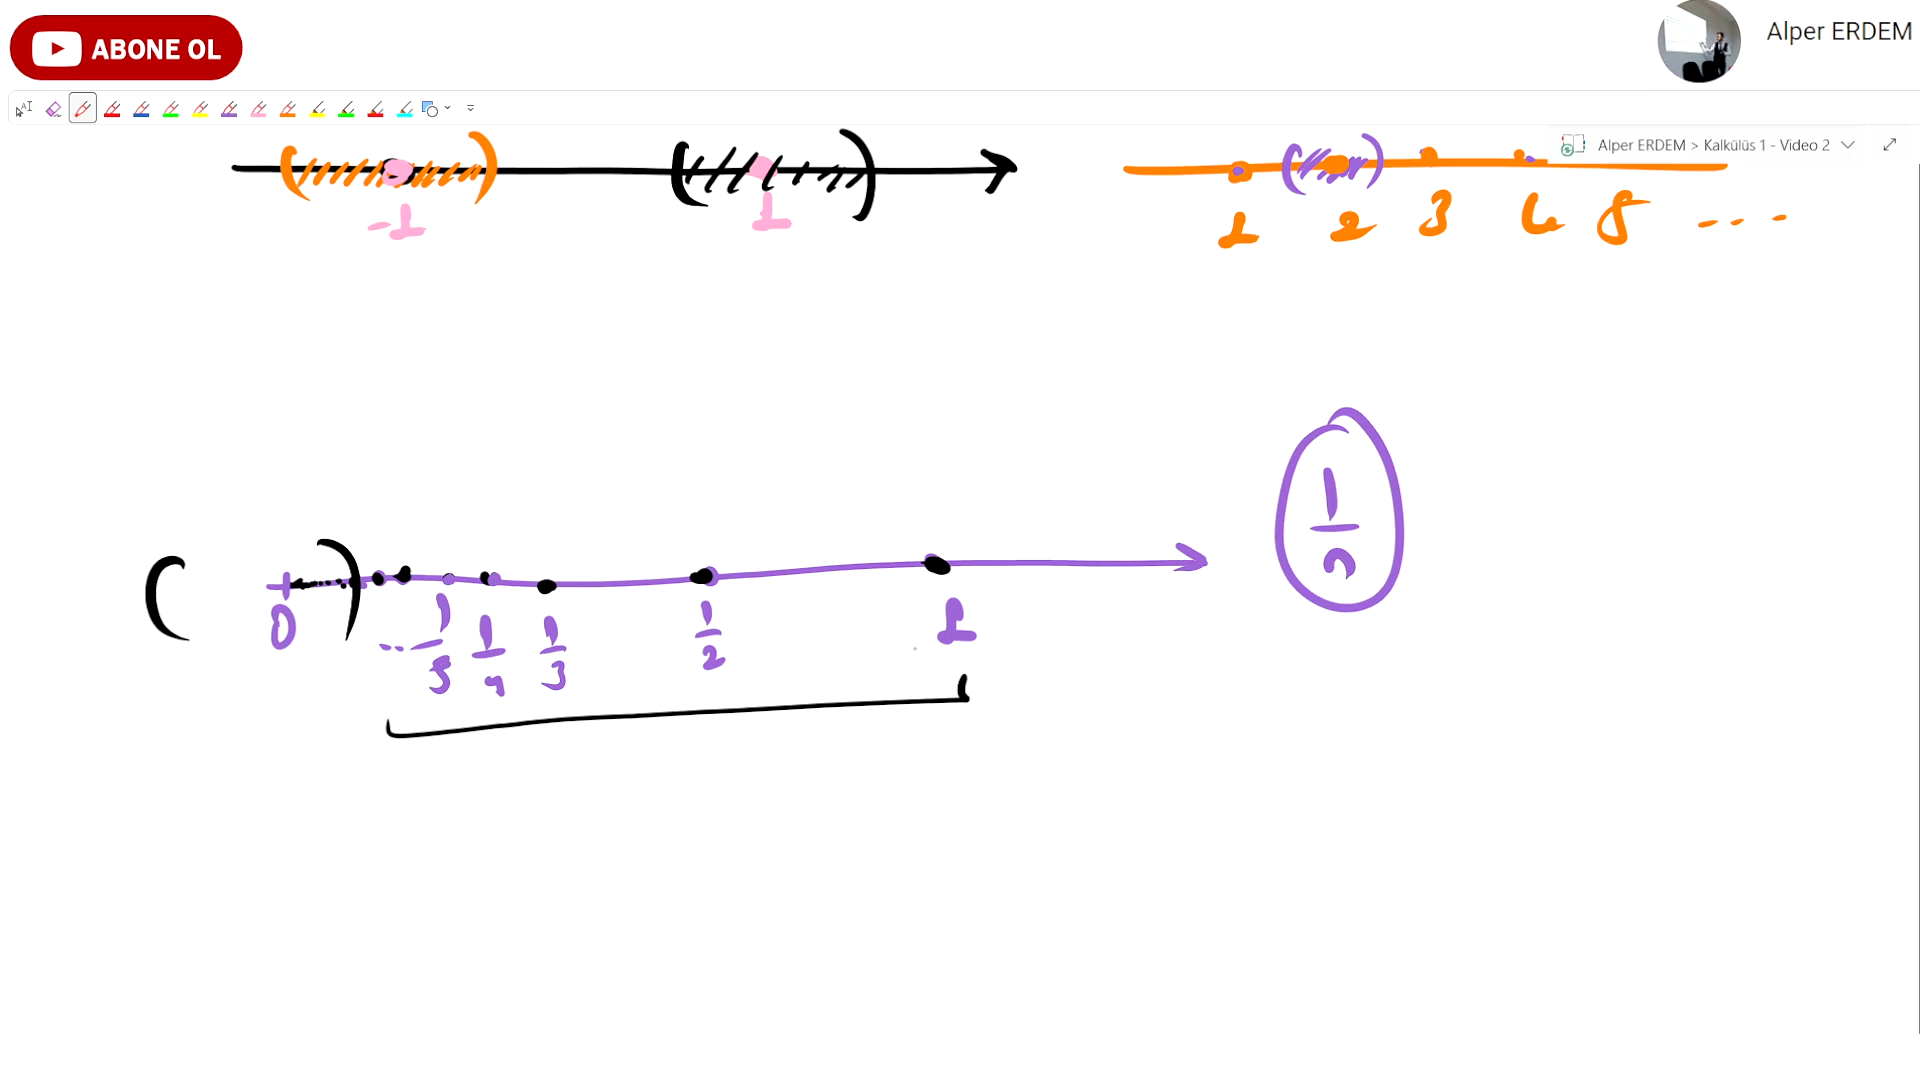 ABONE OL
Alper ERDEM
Alper ERDEM > Kalkülüs 1 - Video 2
-1 1
1 2 3 4 5 ...
1/n
0 ... 1/5 1/4 1/3 1/2 1